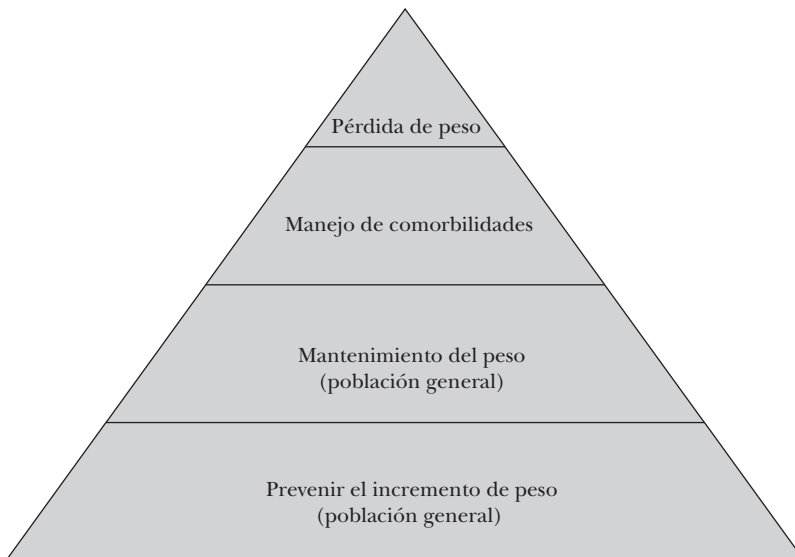 Pérdida de peso
Manejo de comorbilidades
Mantenimiento del peso
(población general)
Prevenir el incremento de peso
(población general)